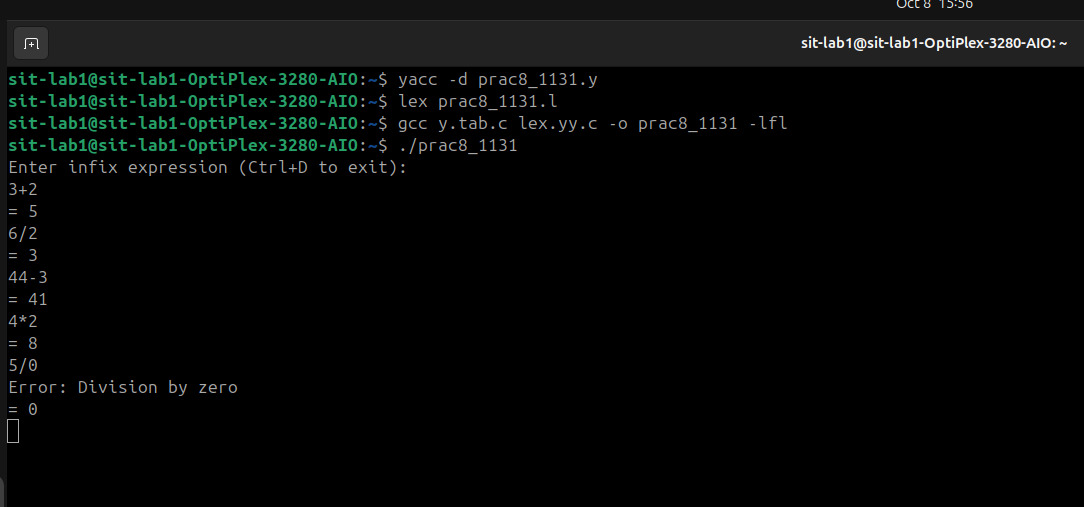 Oct 8 15:56
sit-lab1@sit-lab1-OptiPlex-3280-AIO: ~
sit-lab1@sit-lab1-OptiPlex-3280-AIO:~$ yacc -d prac8_1131.y
sit-lab1@sit-lab1-OptiPlex-3280-AIO:~$ lex prac8_1131.l
sit-lab1@sit-lab1-OptiPlex-3280-AIO:~$ gcc y.tab.c lex.yy.c -o prac8_1131 -lfl
sit-lab1@sit-lab1-OptiPlex-3280-AIO:~$ ./prac8_1131
Enter infix expression (Ctrl+D to exit):
3+2
= 5
6/2
= 3
44-3
= 41
4*2
= 8
5/0
Error: Division by zero
= 0